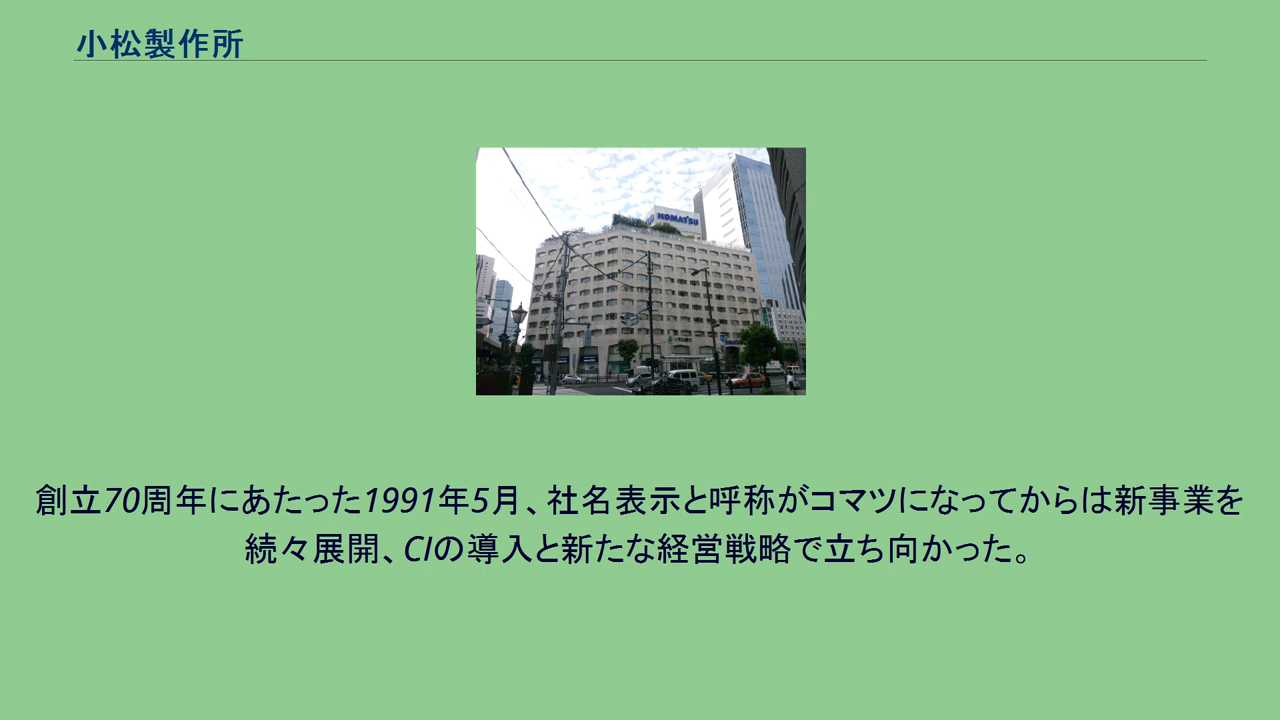 小松製作所
KOMATSU
創立70周年にあたった1991年5月、社名表示と呼称がコマツになってからは新事業を
続々展開、CIの導入と新たな経営戦略で立ち向かった。